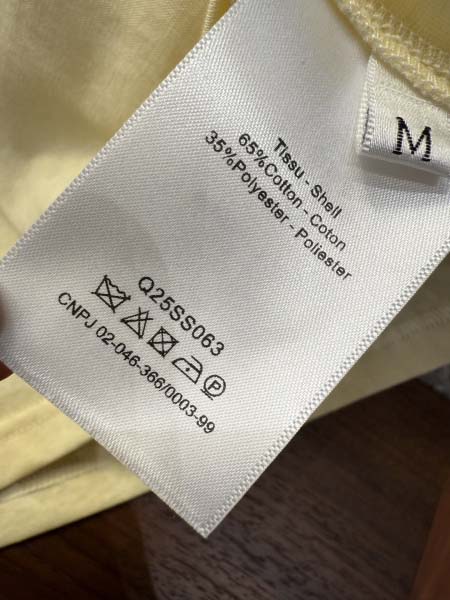 M
Tissu - Shell
65%Cotton - Coton
35%Polyester - Poliester
Q25SS063
P
CNPJ 02-046-366/0003-99